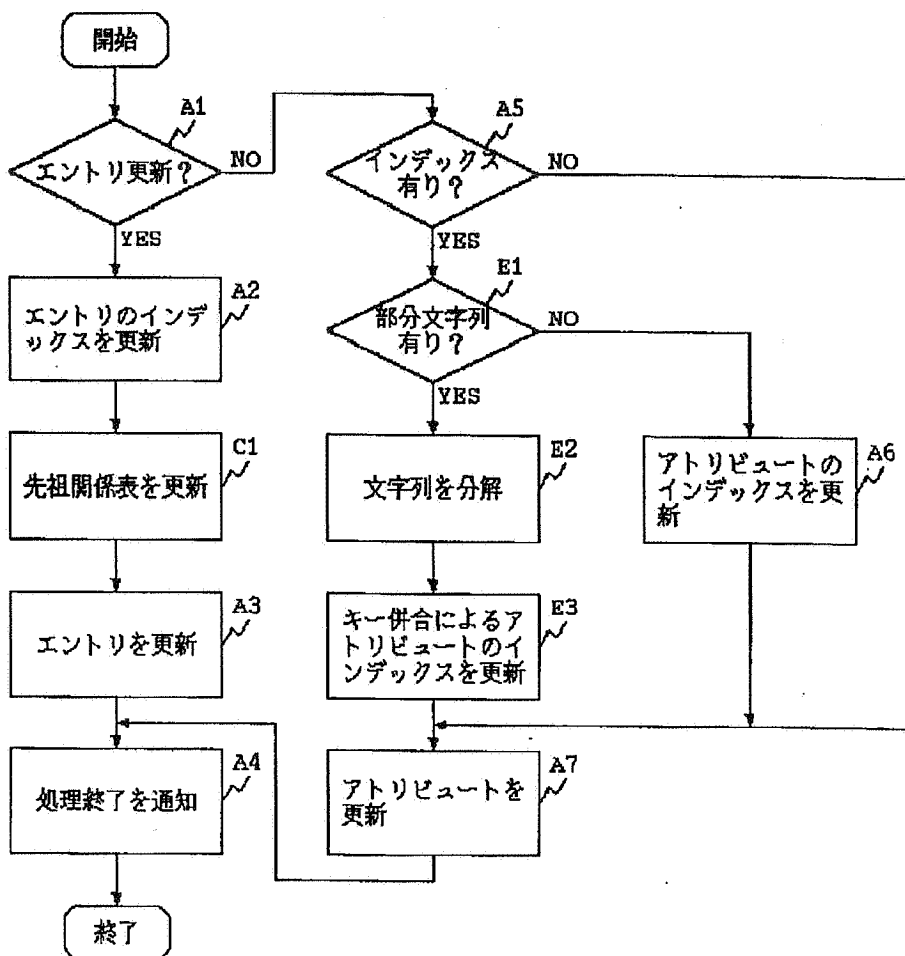 開始
A1
エントリ更新?
NO
YES
A2
エントリのインデ
ックスを更新
C1
先祖関係表を更新
A3
エントリを更新
A4
処理終了を通知
終了
A5
インデックス
有り?
NO
YES
E1
部分文字列
有り?
NO
YES
E2
文字列を分解
E3
キー併合によるア
トリビュートのイ
ンデックスを更新
A6
アトリビュートの
インデックスを更
新
A7
アトリビュートを
更新